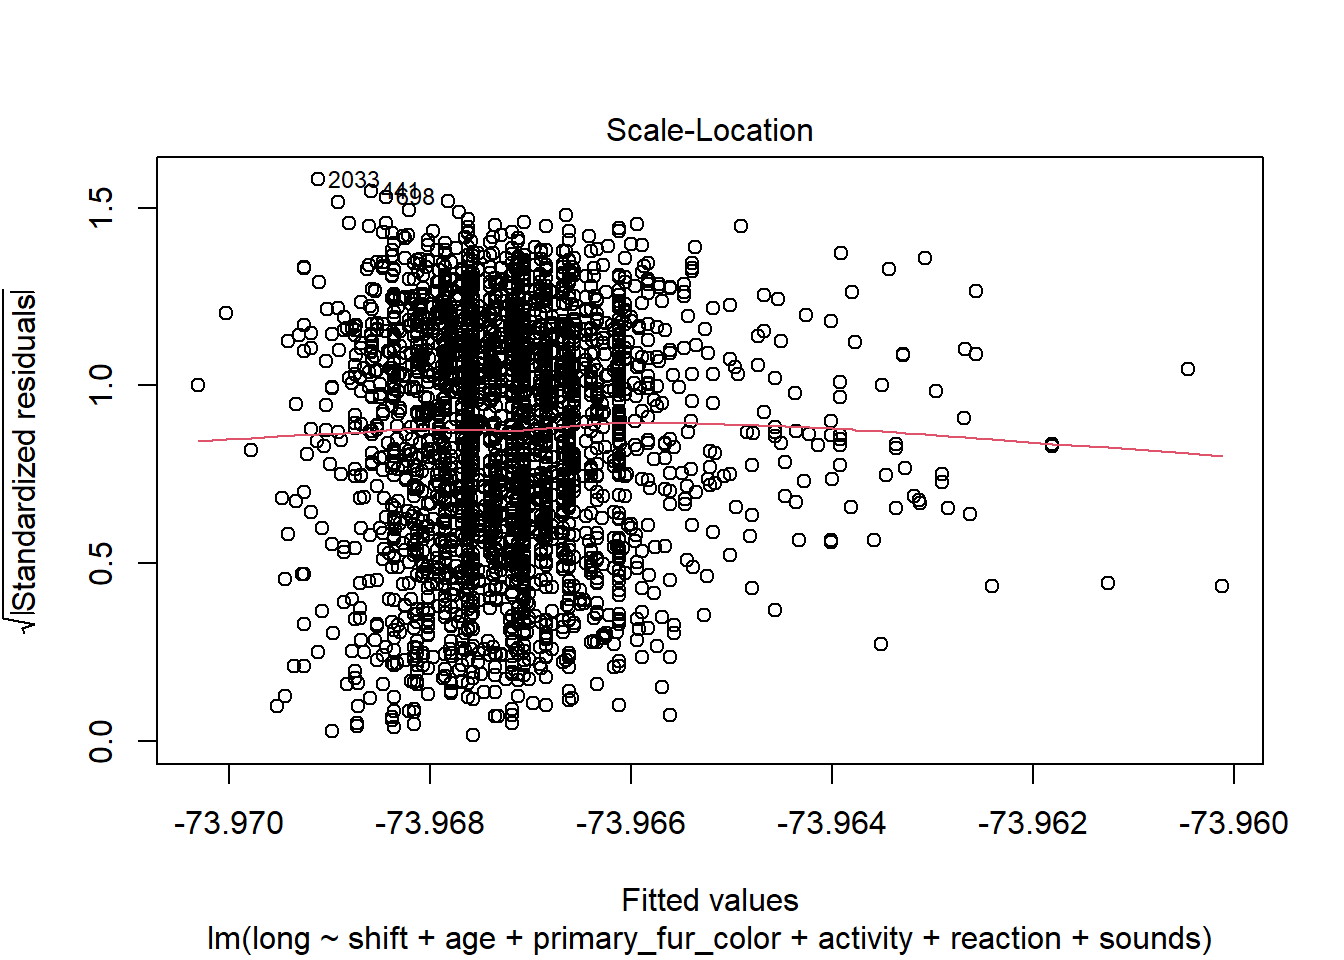 Scale-Location
√|Standardized residuals|
0.0 0.5 1.0 1.5
2033
441
698
-73.970 -73.968 -73.966 -73.964 -73.962 -73.960
Fitted values
lm(long ~ shift + age + primary_fur_color + activity + reaction + sounds)